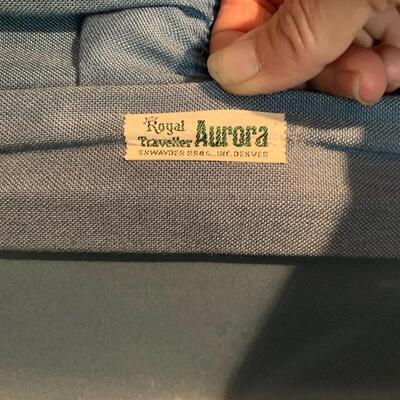 Royal
Traveller Aurora
SHWAYDER BROS., INC. DENVER